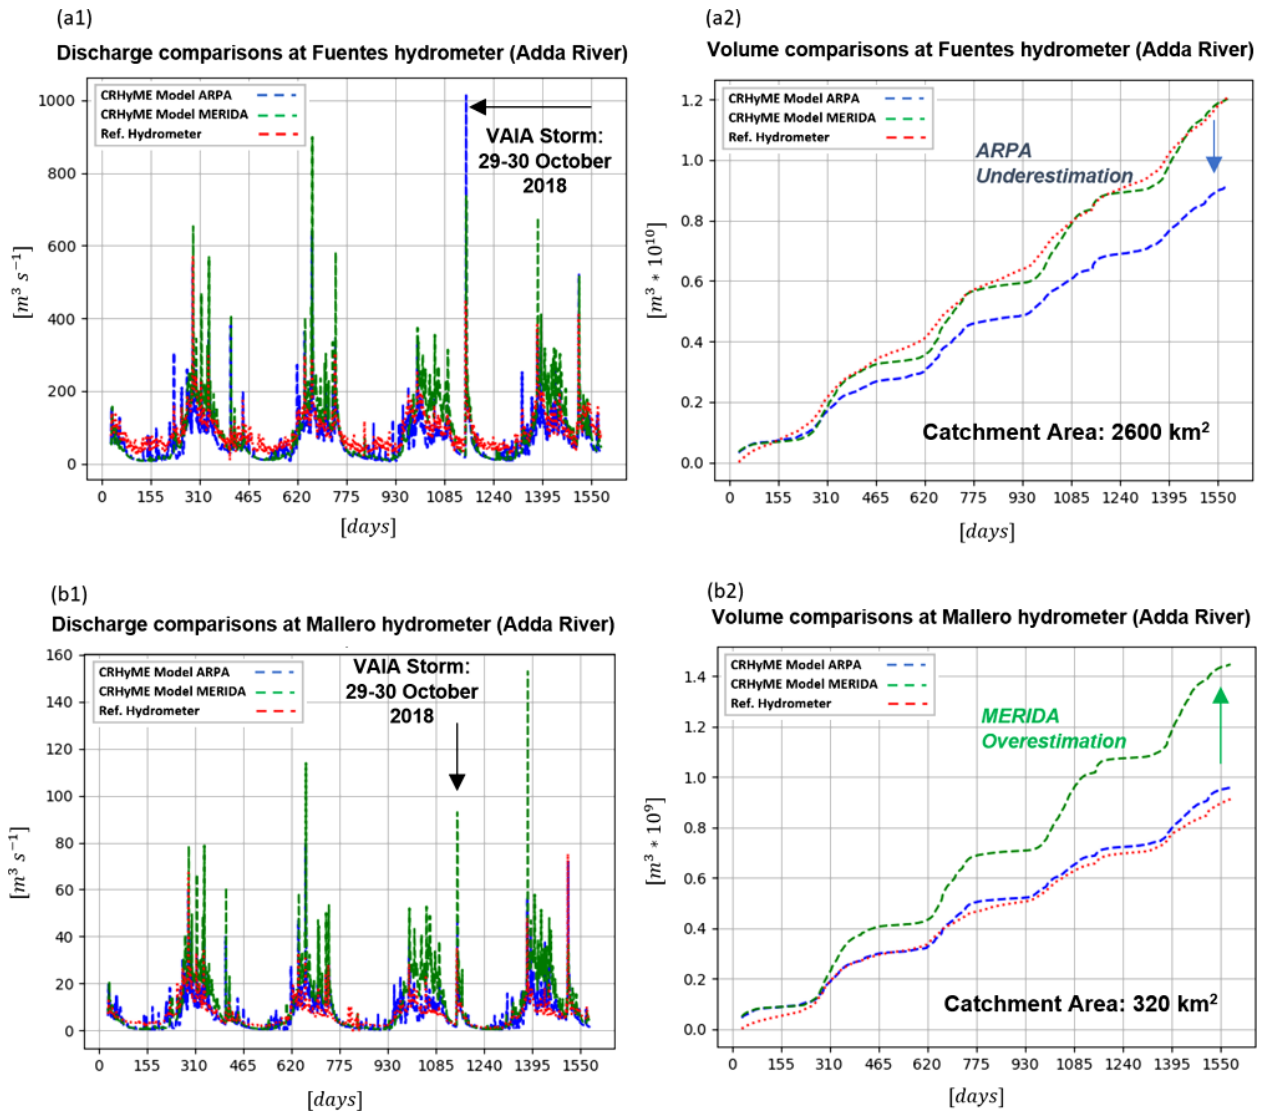 (a1)
Discharge comparisons at Fuentes hydrometer (Adda River)
CRHyME Model ARPA
CRHyME Model MERIDA
Ref. Hydrometer
VAIA Storm:
29-30 October
2018
1000
800
600
400
200
0
[m³ s⁻¹]
0 155 310 465 620 775 930 1085 1240 1395 1550
[days]
(a2)
Volume comparisons at Fuentes hydrometer (Adda River)
CRHyME Model ARPA
CRHyME Model MERIDA
Ref. Hydrometer
ARPA
Underestimation
Catchment Area: 2600 km²
1.2
1.0
0.8
0.6
0.4
0.2
0.0
[m³ * 10¹⁰]
0 155 310 465 620 775 930 1085 1240 1395 1550
[days]
(b1)
Discharge comparisons at Mallero hydrometer (Adda River)
CRHyME Model ARPA
CRHyME Model MERIDA
Ref. Hydrometer
VAIA Storm:
29-30 October
2018
160
140
120
100
80
60
40
20
0
[m³ s⁻¹]
0 155 310 465 620 775 930 1085 1240 1395 1550
[days]
(b2)
Volume comparisons at Mallero hydrometer (Adda River)
CRHyME Model ARPA
CRHyME Model MERIDA
Ref. Hydrometer
MERIDA
Overestimation
Catchment Area: 320 km²
1.4
1.2
1.0
0.8
0.6
0.4
0.2
0.0
[m³ * 10⁹]
0 155 310 465 620 775 930 1085 1240 1395 1550
[days]